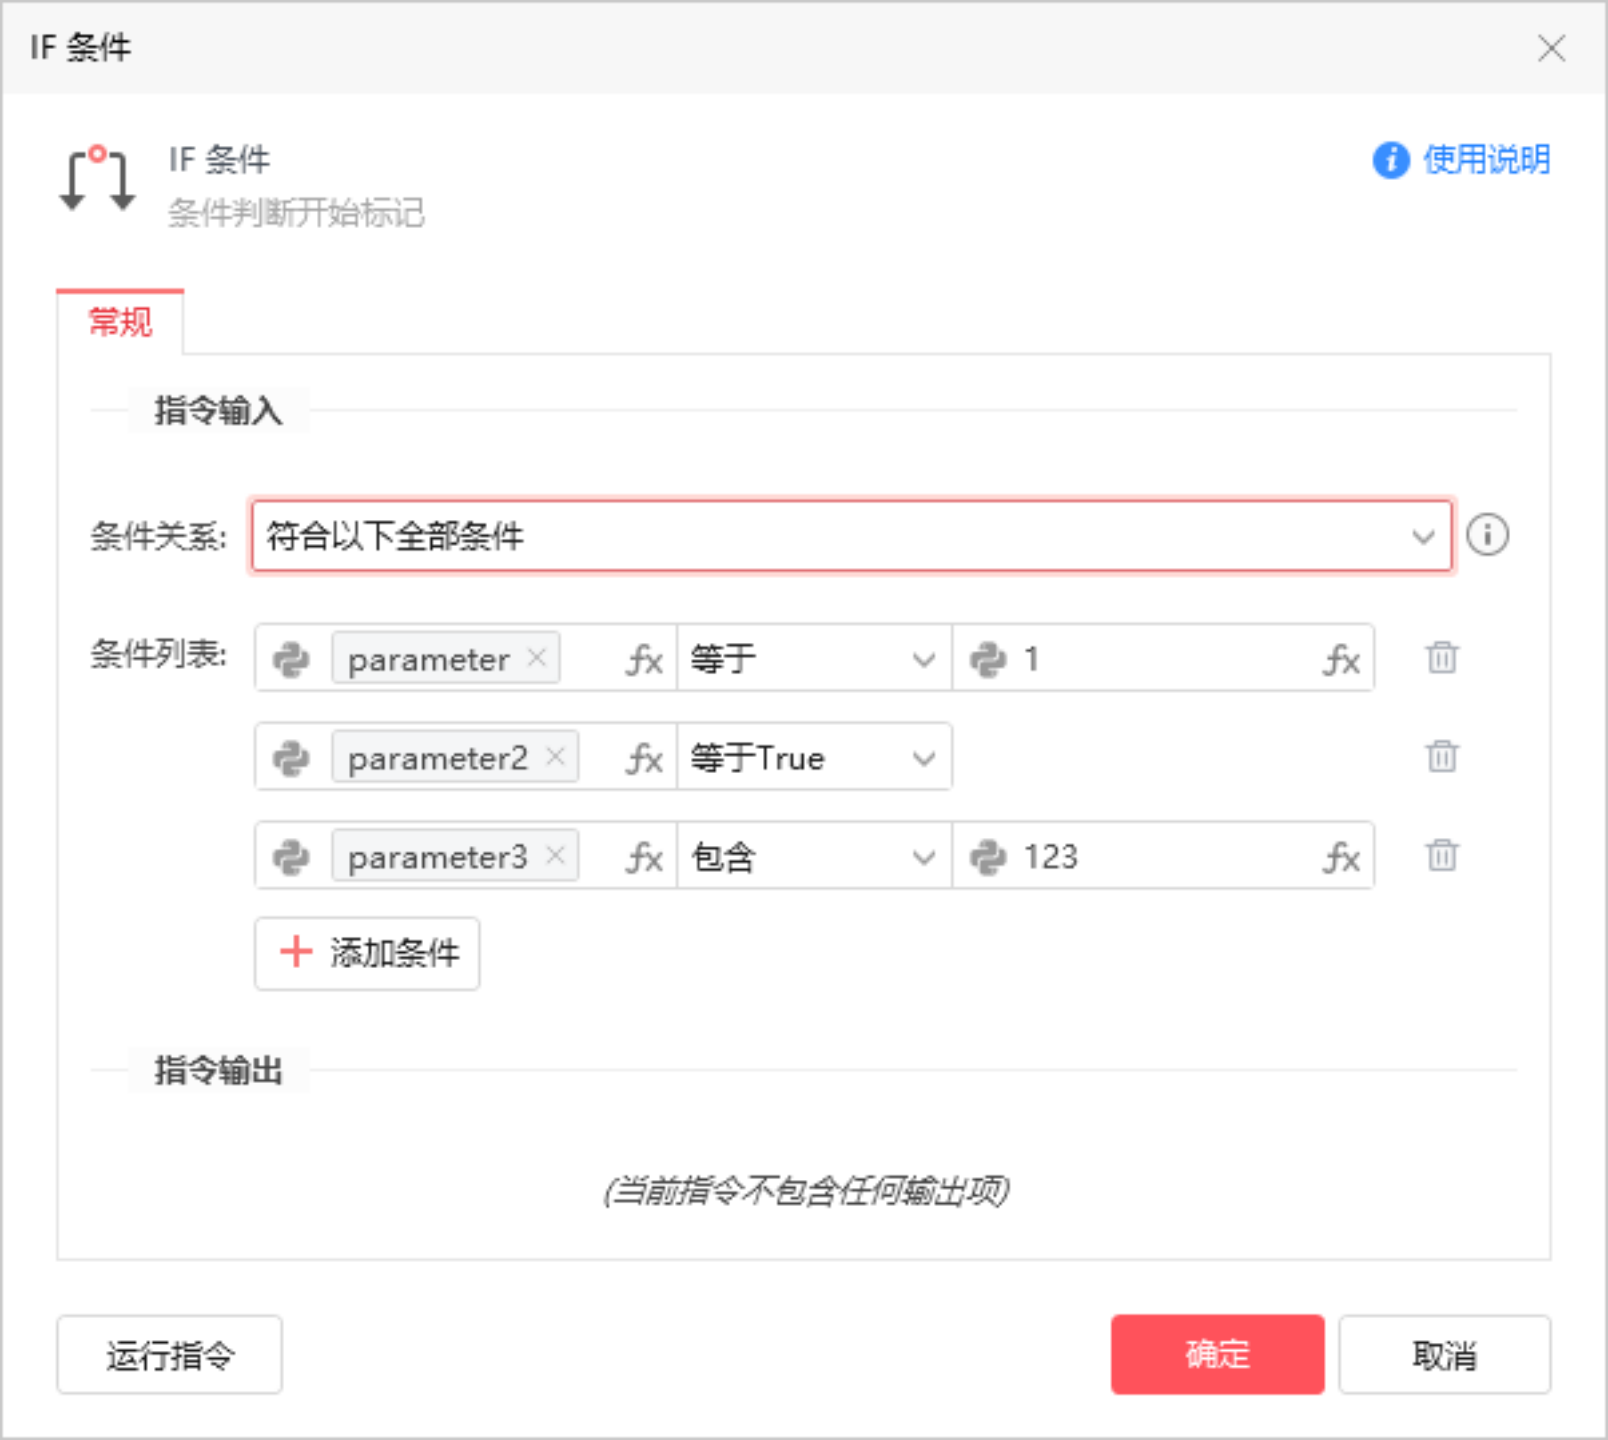 IF 条件
IF 条件
使用说明
条件判断开始标记
常规
指令输入
条件关系: 符合以下全部条件
条件列表: parameter fx 等于 1 fx
parameter2 fx 等于True
parameter3 fx 包含 123 fx
添加条件
指令输出
(当前指令不包含任何输出项)
运行指令 确定 取消